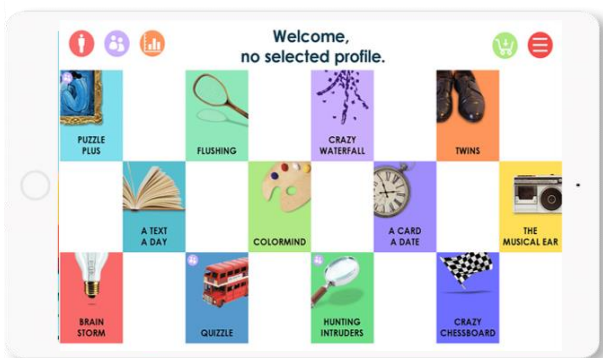 Welcome,
no selected profile.
PUZZLE
PLUS
FLUSHING
CRAZY
WATERFALL
TWINS
A TEXT
A DAY
COLORMIND
A CARD
A DATE
THE
MUSICAL EAR
BRAIN
STORM
QUIZZLE
HUNTING
INTRUDERS
CRAZY
CHESSBOARD